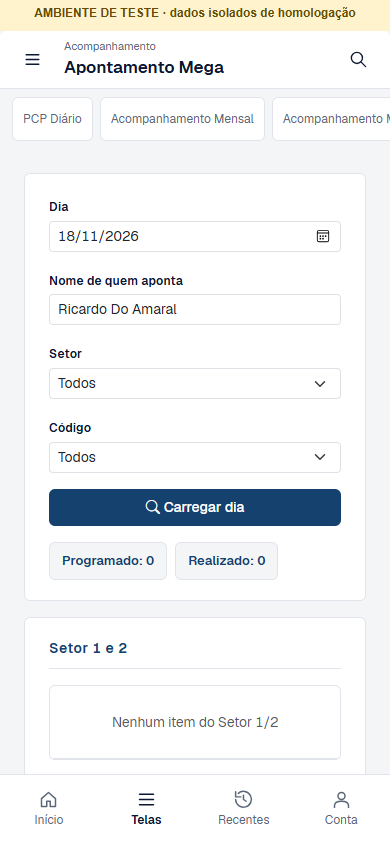 AMBIENTE DE TESTE · dados isolados de homologação
Acompanhamento
Apontamento Mega
PCP Diário
Acompanhamento Mensal
Acompanhamento M
Dia
18/11/2026
Nome de quem aponta
Ricardo Do Amaral
Setor
Todos
Código
Todos
Carregar dia
Programado: 0
Realizado: 0
Setor 1 e 2
Nenhum item do Setor 1/2
Início
Telas
Recentes
Conta